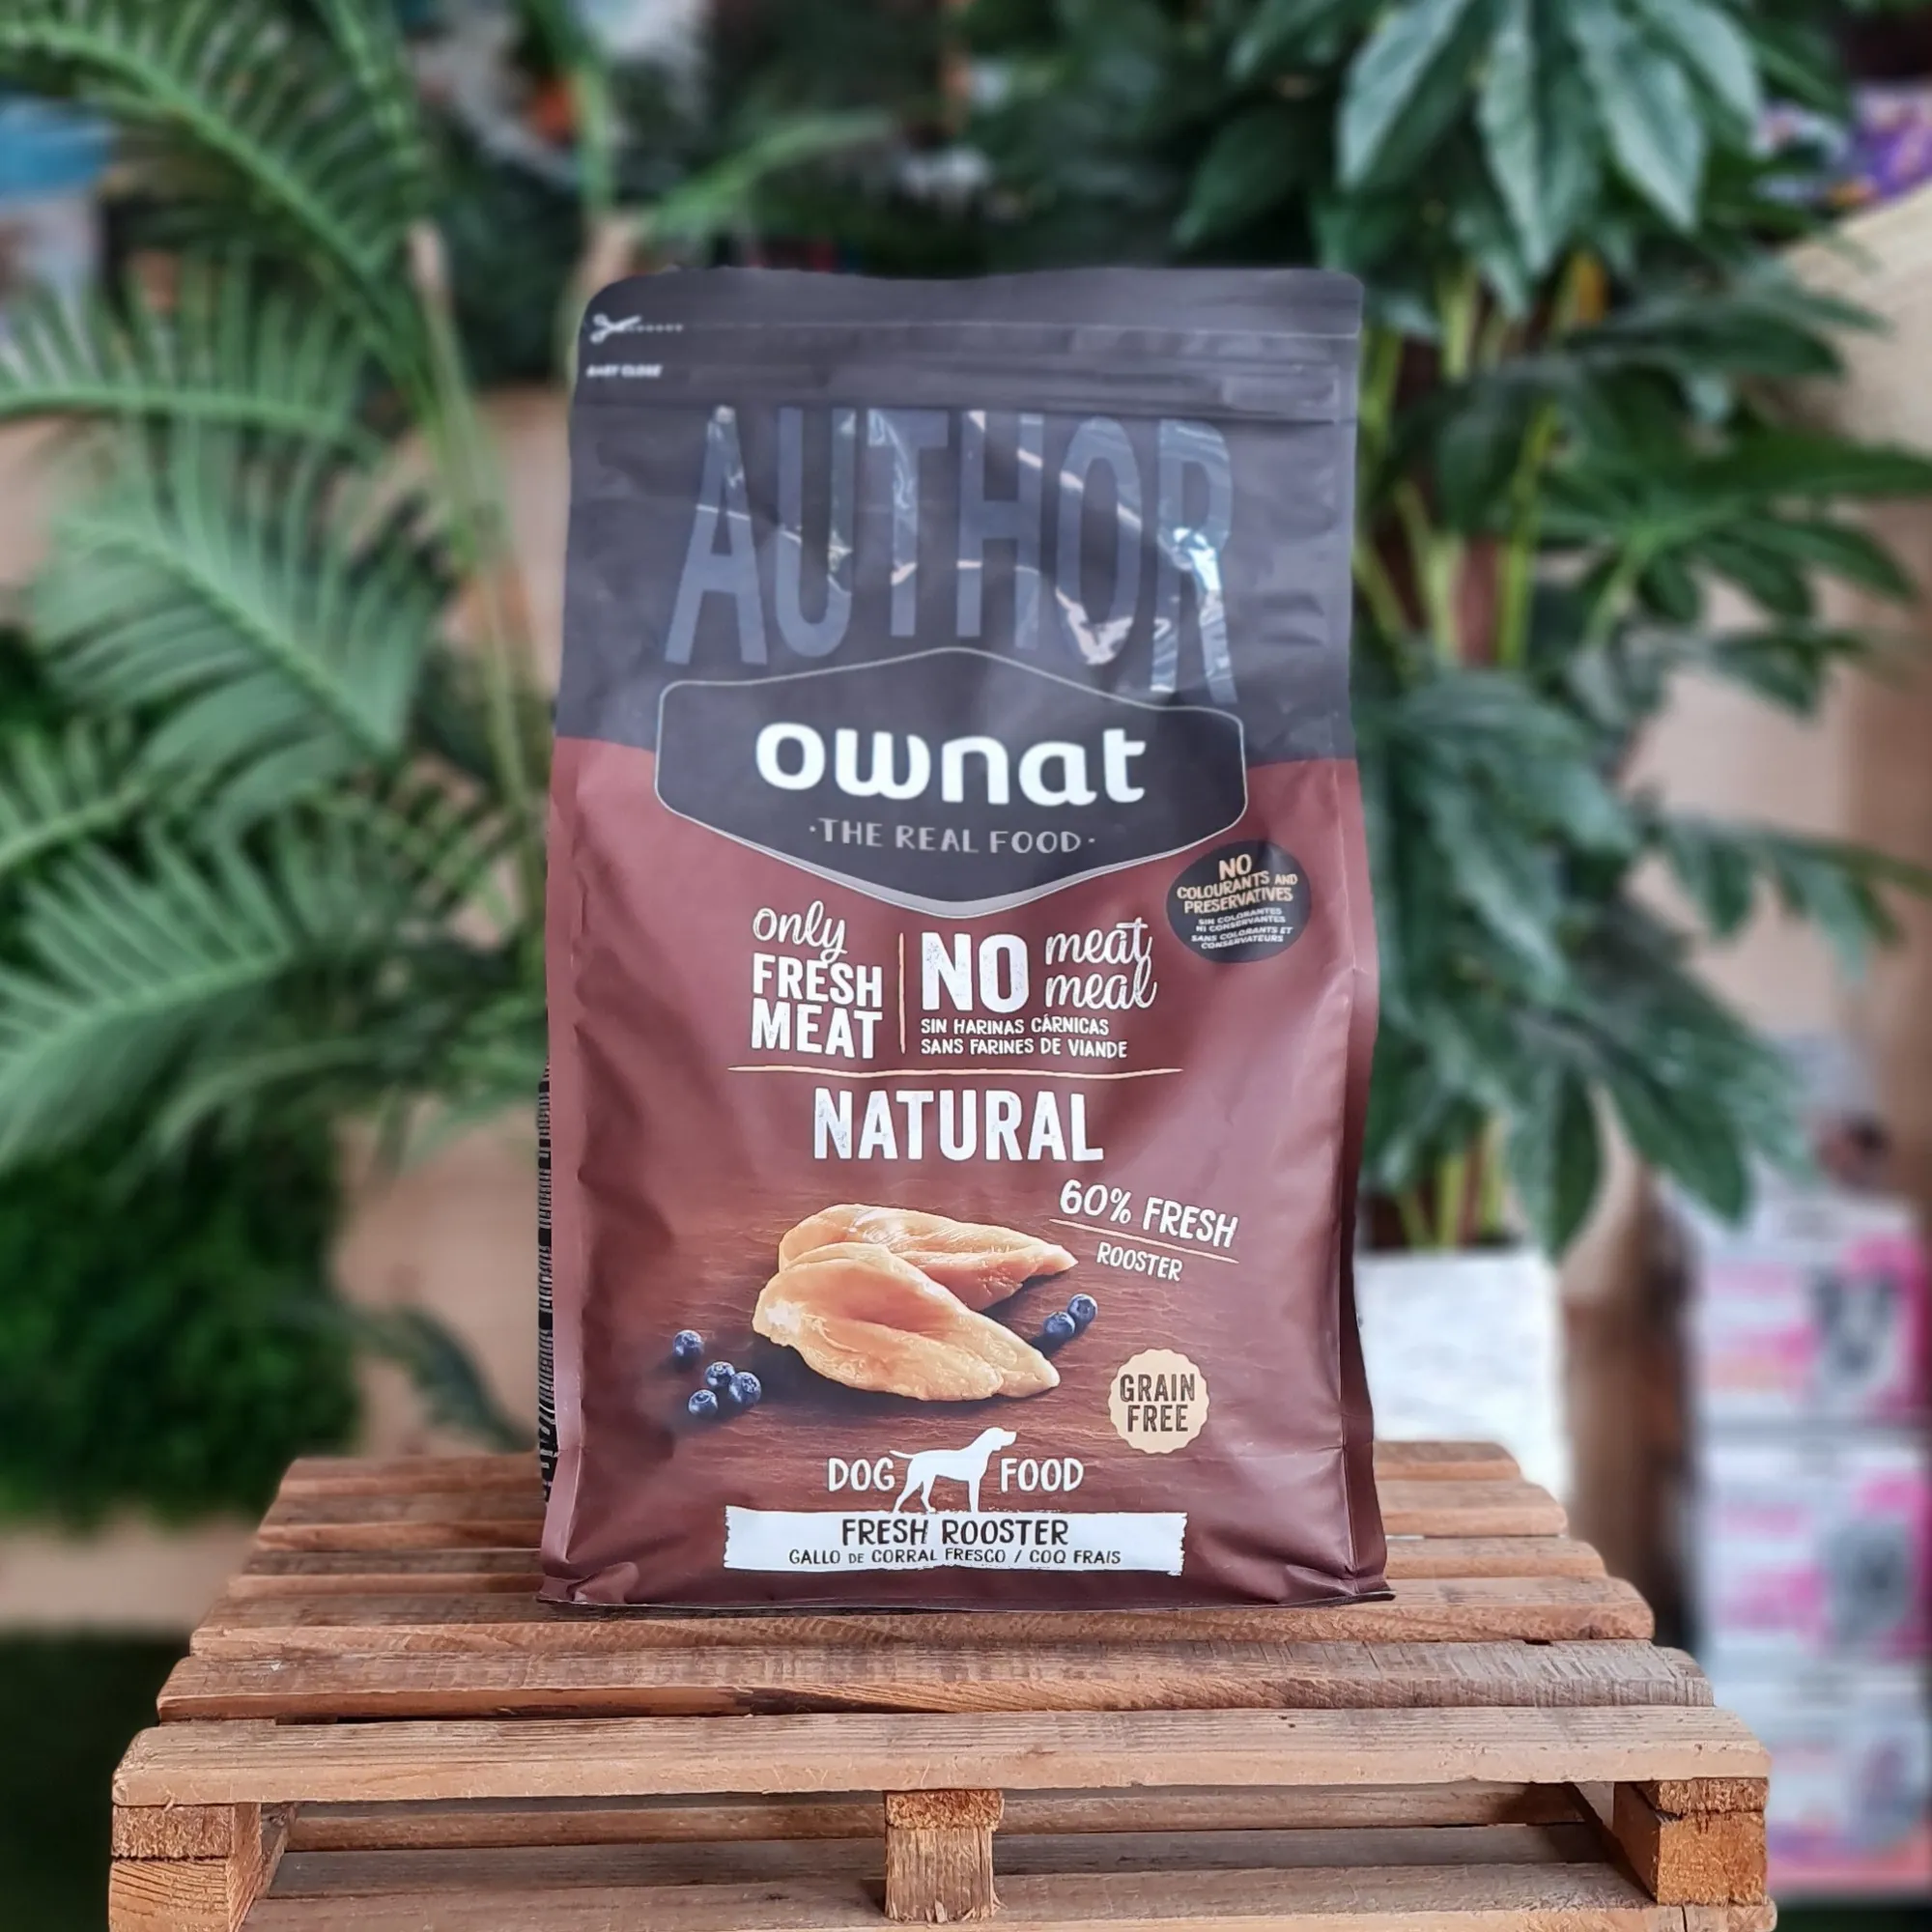 EASY CLOSE
AUTHOR
ownat
·THE REAL FOOD·
NO
COLOURANTS AND
PRESERVATIVES
SIN COLORANTES
NI CONSERVANTES
SANS COLORANTS ET
CONSERVATEURS
only
FRESH
MEAT
NO meat
meal
SIN HARINAS CÁRNICAS
SANS FARINES DE VIANDE
NATURAL
60% FRESH
ROOSTER
GRAIN
FREE
DOG FOOD
FRESH ROOSTER
GALLO DE CORRAL FRESCO / COQ FRAIS